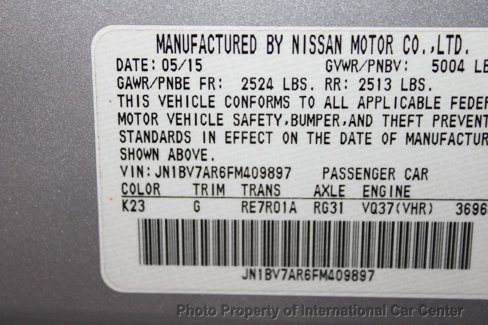 MANUFACTURED BY NISSAN MOTOR CO.,LTD.
DATE: 05/15 GVWR/PNBV: 5004 LB
GAWR/PNBE FR: 2524 LBS. RR: 2513 LBS.
THIS VEHICLE CONFORMS TO ALL APPLICABLE FEDER
MOTOR VEHICLE SAFETY,BUMPER,AND THEFT PREVENT
STANDARDS IN EFFECT ON THE DATE OF MANUFACTUR
SHOWN ABOVE.
VIN:JN1BV7AR6FM409897 PASSENGER CAR
COLOR TRIM TRANS AXLE ENGINE
K23 G RE7R01A RG31 VQ37(VHR) 3696
JN1BV7AR6FM409897
Photo Property of International Car Center